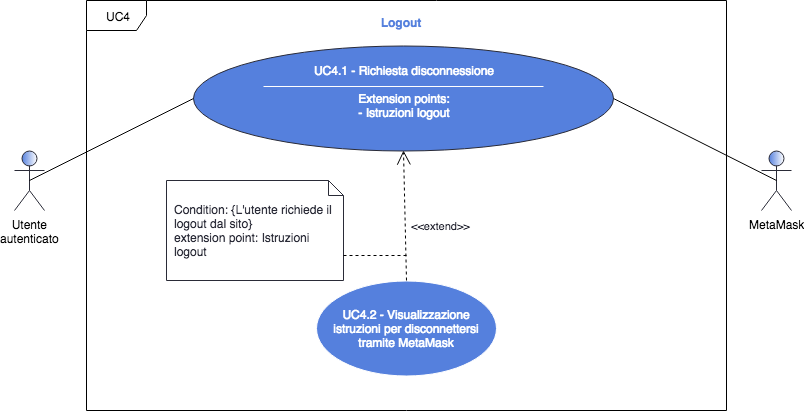 UC4
Logout
UC4.1 - Richiesta disconnessione
Extension points:
- Istruzioni logout
Condition: {L'utente richiede il
logout dal sito}
extension point: Istruzioni
logout
<<extend>>
Utente
autenticato
MetaMask
UC4.2 - Visualizzazione
istruzioni per disconnettersi
tramite MetaMask